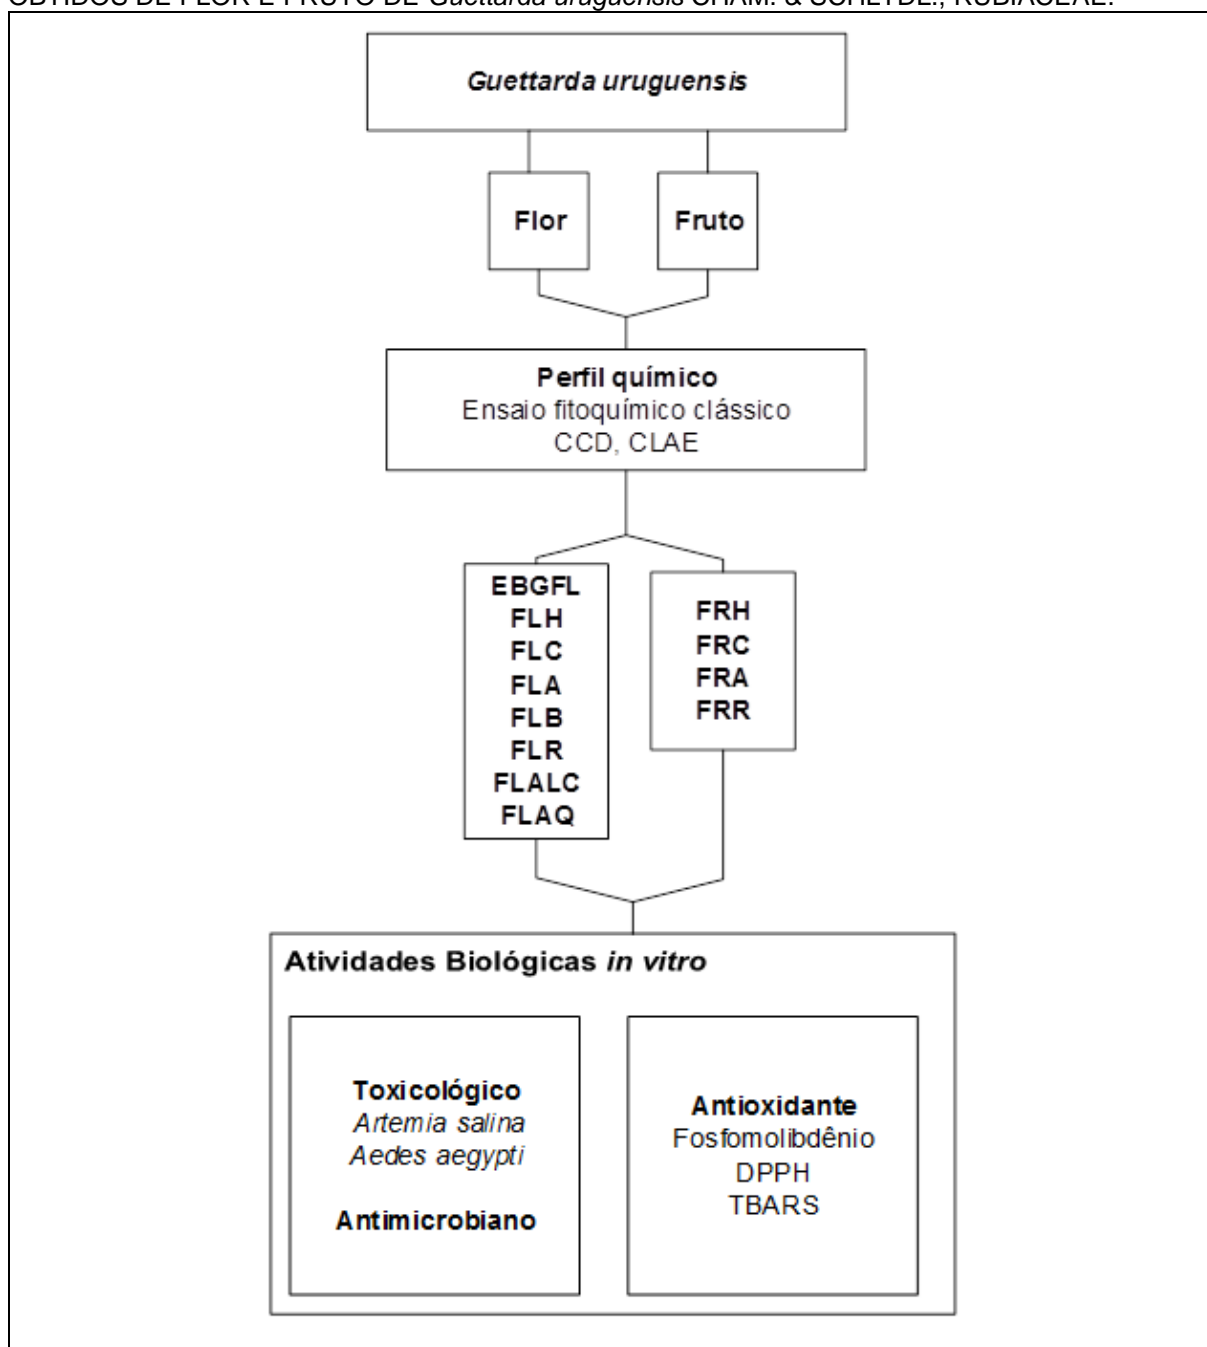 OBTIDOS DE FLOR E FRUTO DE Guettarda uruguensis CHAM. & SCHLTDL., RUBIACEAE.
Guettarda uruguensis
Flor
Fruto
Perfil químico
Ensaio fitoquímico clássico
CCD, CLAE
EBGFL
FLH
FLC
FLA
FLB
FLR
FLALC
FLAQ
FRH
FRC
FRA
FRR
Atividades Biológicas in vitro
Toxicológico
Artemia salina
Aedes aegypti
Antimicrobiano
Antioxidante
Fosfomolibdênio
DPPH
TBARS